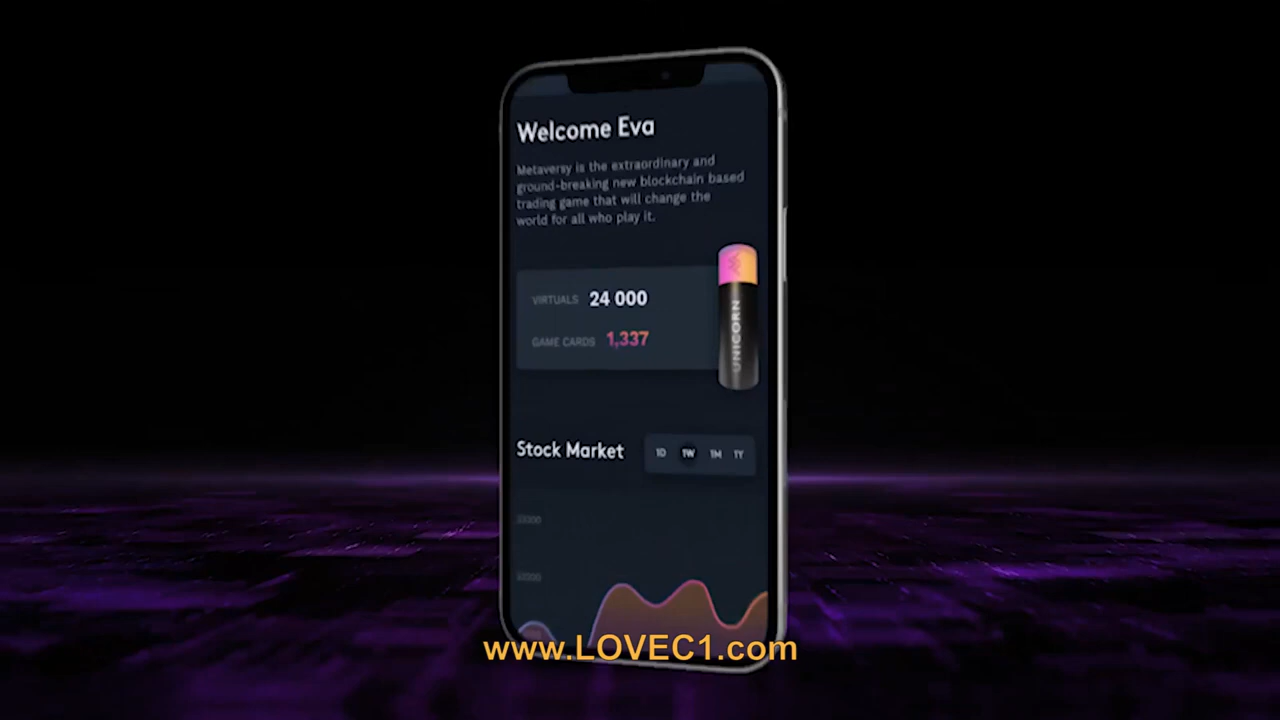 Welcome Eva
Metaversy is the extraordinary and
ground-breaking new blockchain based
trading game that will change the
world for all who play it.
VIRTUALS 24 000
GAME CARDS 1,337
UNICORN
Stock Market 1D 1W 1M 1Y
www.LOVEC1.com